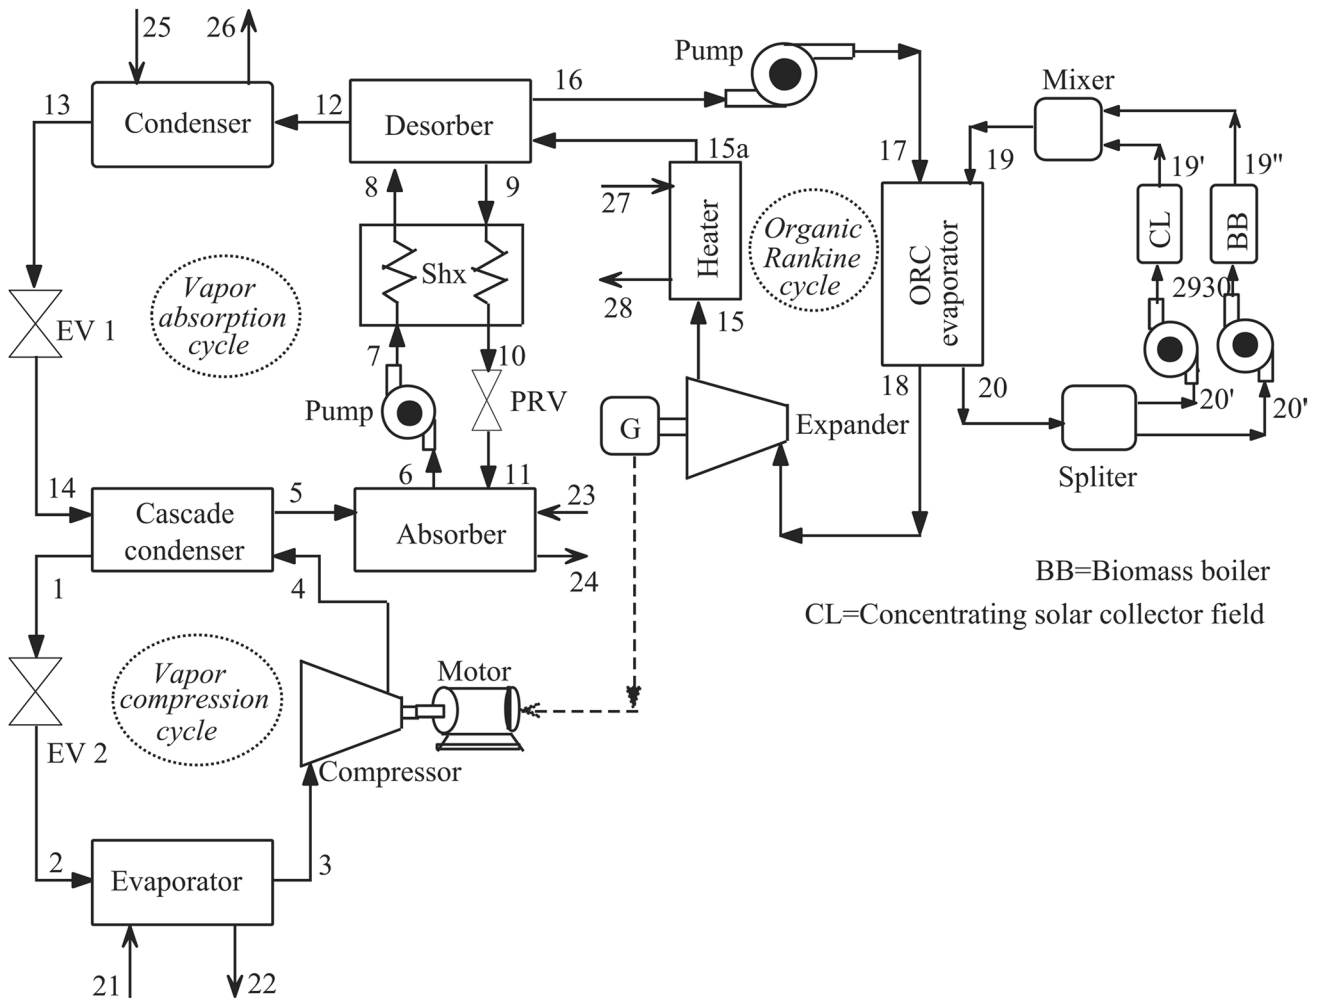 25
26
Pump
16
Mixer
13
Condenser
12
Desorber
15a
17
19
19'
19"
8
9
27
Heater
Organic
Rankine
cycle
ORC
evaporator
CL
BB
Vapor
absorption
cycle
Shx
28
15
2930
EV 1
7
10
Pump
PRV
G
Expander
18
20
20'
20'
Spliter
14
5
6
11
23
Cascade
condenser
Absorber
1
4
24
BB=Biomass boiler
CL=Concentrating solar collector field
Vapor
compression
cycle
Motor
EV 2
Compressor
2
Evaporator
3
21
22